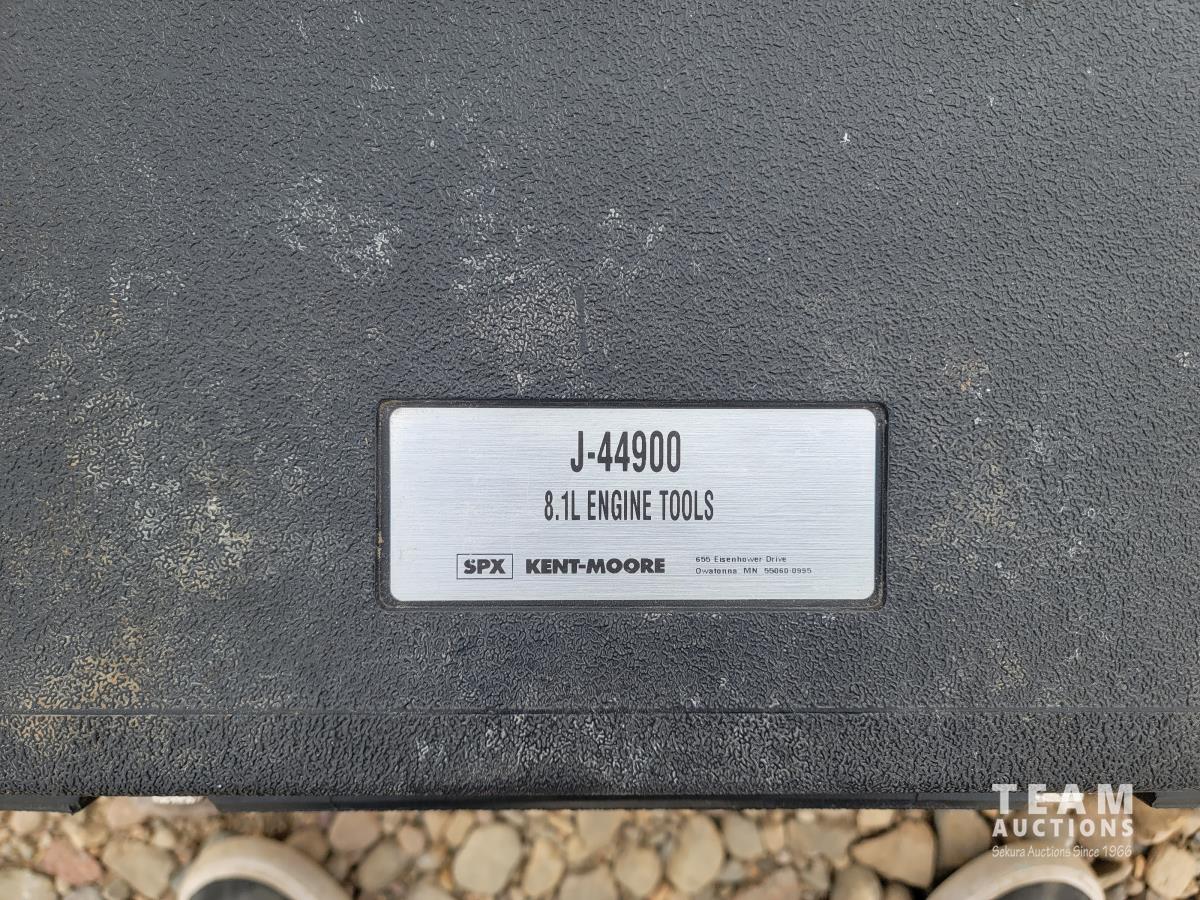 J-44900
8.1L ENGINE TOOLS
SPX KENT-MOORE
655 Eisenhower Drive
Owatonna, MN 55060-0995
TEAM
AUCTIONS
Sekura Auctions Since 1966